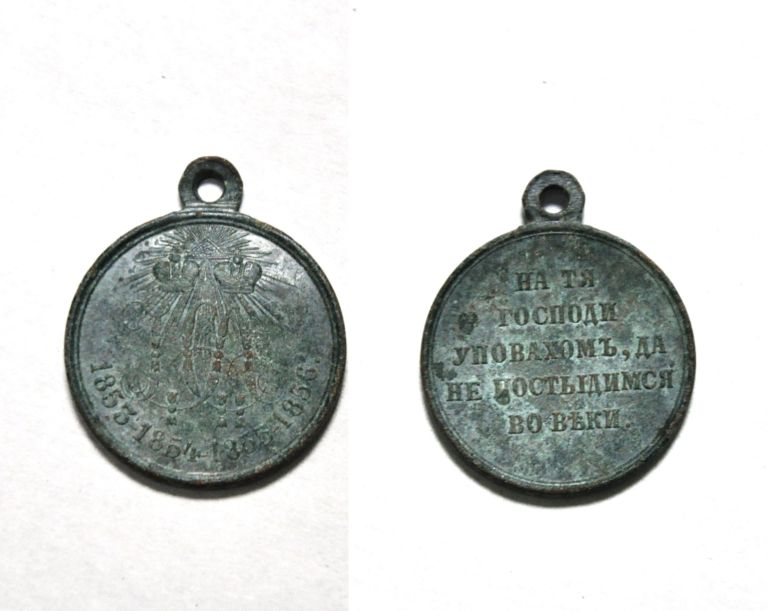 1853-1854-1855-1856.
НА ТЯ
ГОСПОДИ
УПОВАХОМЪ, ДА
НЕ ПОСТЫДИМСЯ
ВО ВѢКИ.